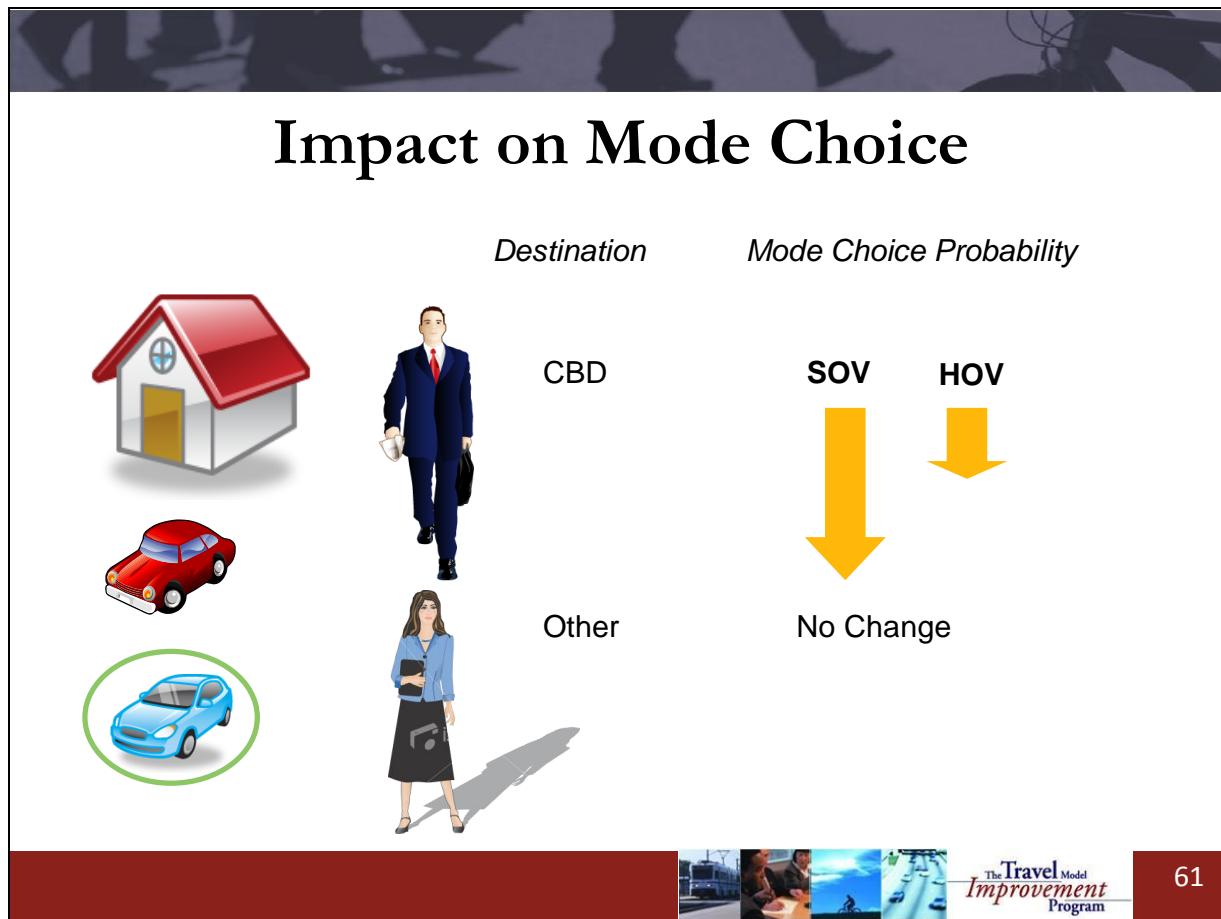 Impact on Mode Choice
Destination
Mode Choice Probability
CBD
SOV
HOV
Other
No Change
The Travel Model
Improvement
Program
61